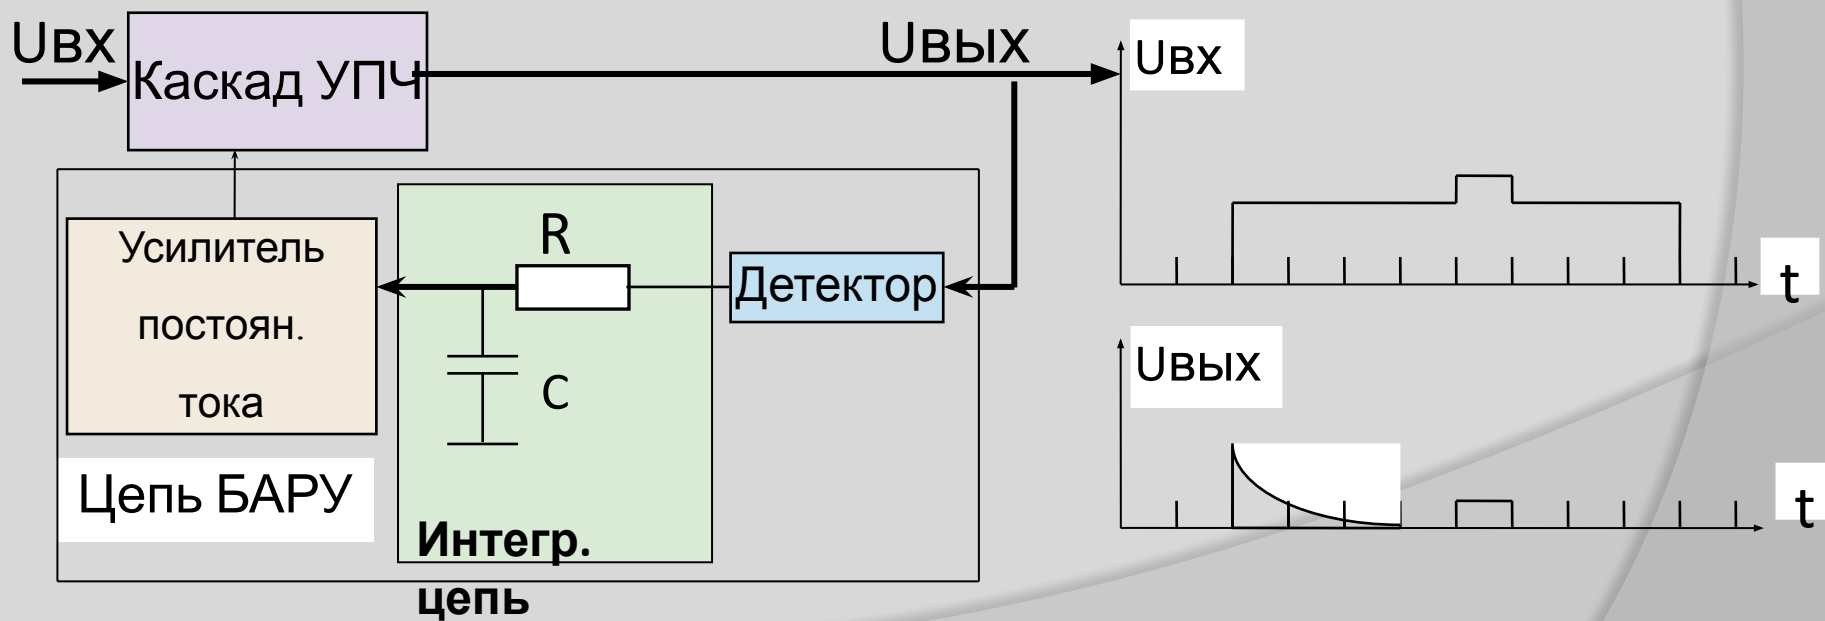 Uвх
Каскад УПЧ
Uвых
Усилитель
постоян.
тока
R
C
Детектор
Цепь БАРУ
Интегр.
цепь
Uвх
t
Uвых
t